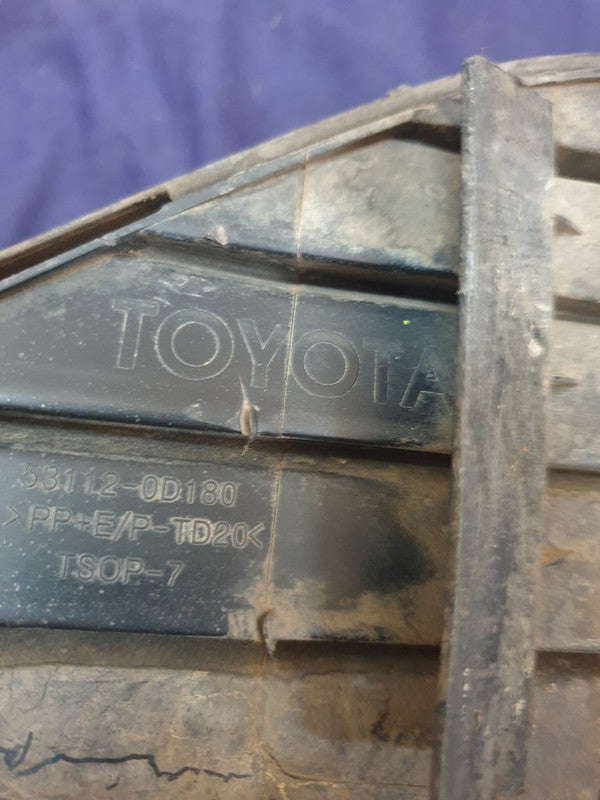 TOYOTA
53112-0D180
>PP+E/P-TD20<
TSOP-7